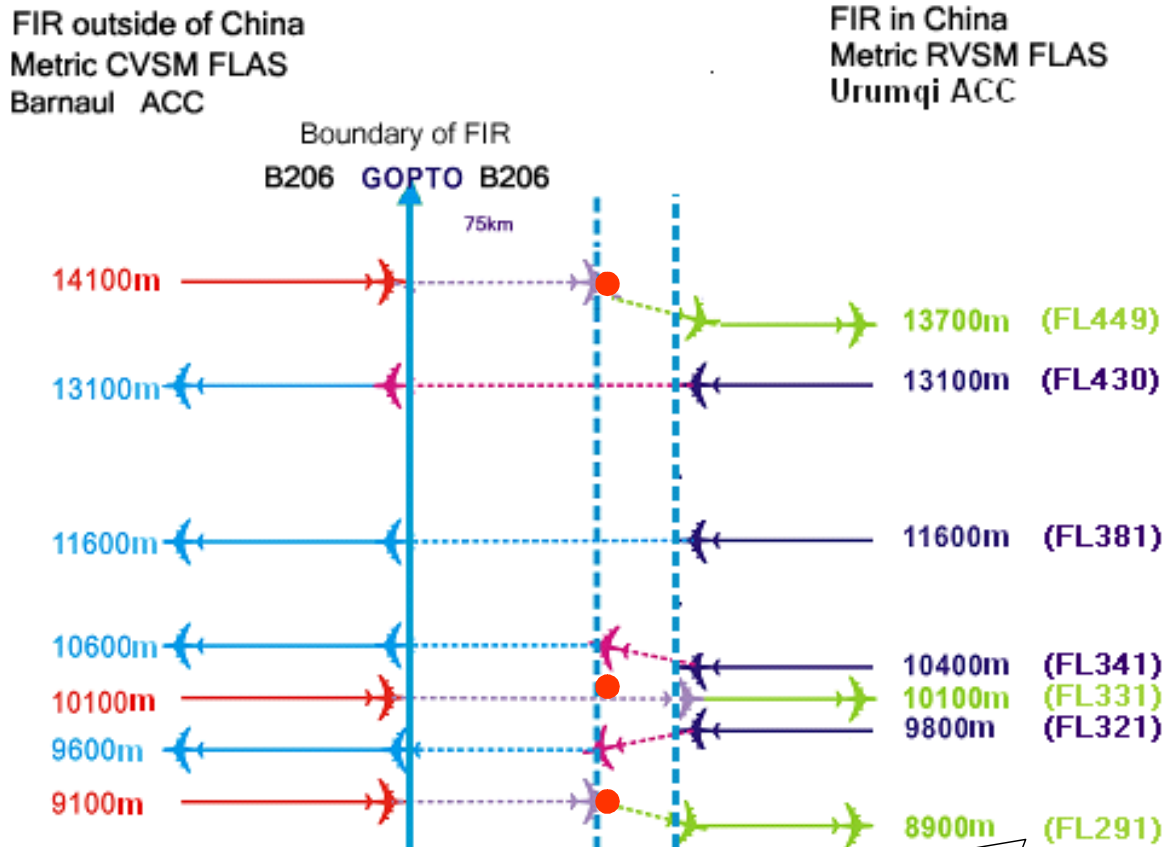 FIR outside of China
Metric CVSM FLAS
Barnaul ACC
FIR in China
Metric RVSM FLAS
Urumqi ACC
Boundary of FIR
B206 GOPTO B206
75km
14100m
13700m (FL449)
13100m
13100m (FL430)
11600m
11600m (FL381)
10600m
10400m (FL341)
10100m
10100m (FL331)
9600m
9800m (FL321)
9100m
8900m (FL291)